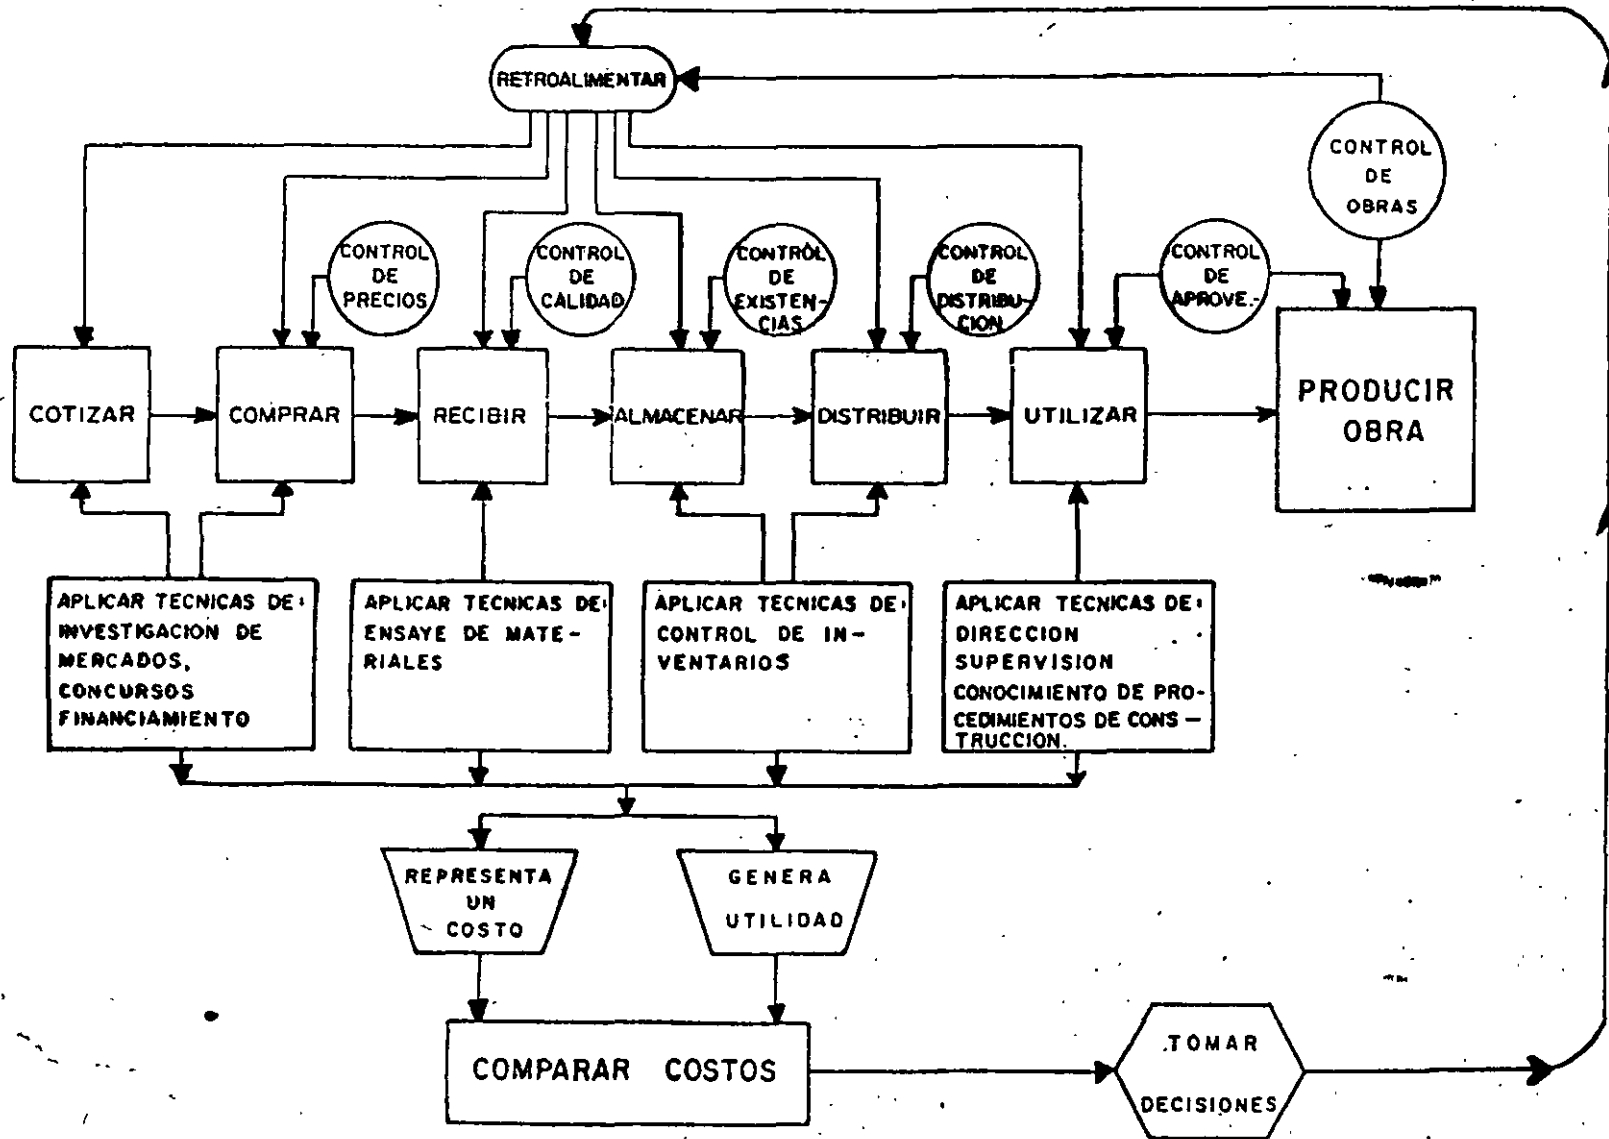 RETROALIMENTAR
CONTROL
DE
OBRAS
CONTROL
DE
PRECIOS
CONTROL
DE
CALIDAD
CONTROL
DE
EXISTEN-
CIAS
CONTROL
DE
DISTRIBU-
CION
CONTROL
DE
APROVE.-
COTIZAR
COMPRAR
RECIBIR
ALMACENAR
DISTRIBUIR
UTILIZAR
PRODUCIR
OBRA
APLICAR TECNICAS DE:
INVESTIGACION DE
MERCADOS,
CONCURSOS
FINANCIAMIENTO
APLICAR TECNICAS DE:
ENSAYE DE MATE-
RIALES
APLICAR TECNICAS DE:
CONTROL DE IN-
VENTARIOS
APLICAR TECNICAS DE:
DIRECCION
SUPERVISION
CONOCIMIENTO DE PRO-
CEDIMIENTOS DE CONS-
TRUCCION.
REPRESENTA
UN
COSTO
GENERA
UTILIDAD
COMPARAR COSTOS
TOMAR
DECISIONES